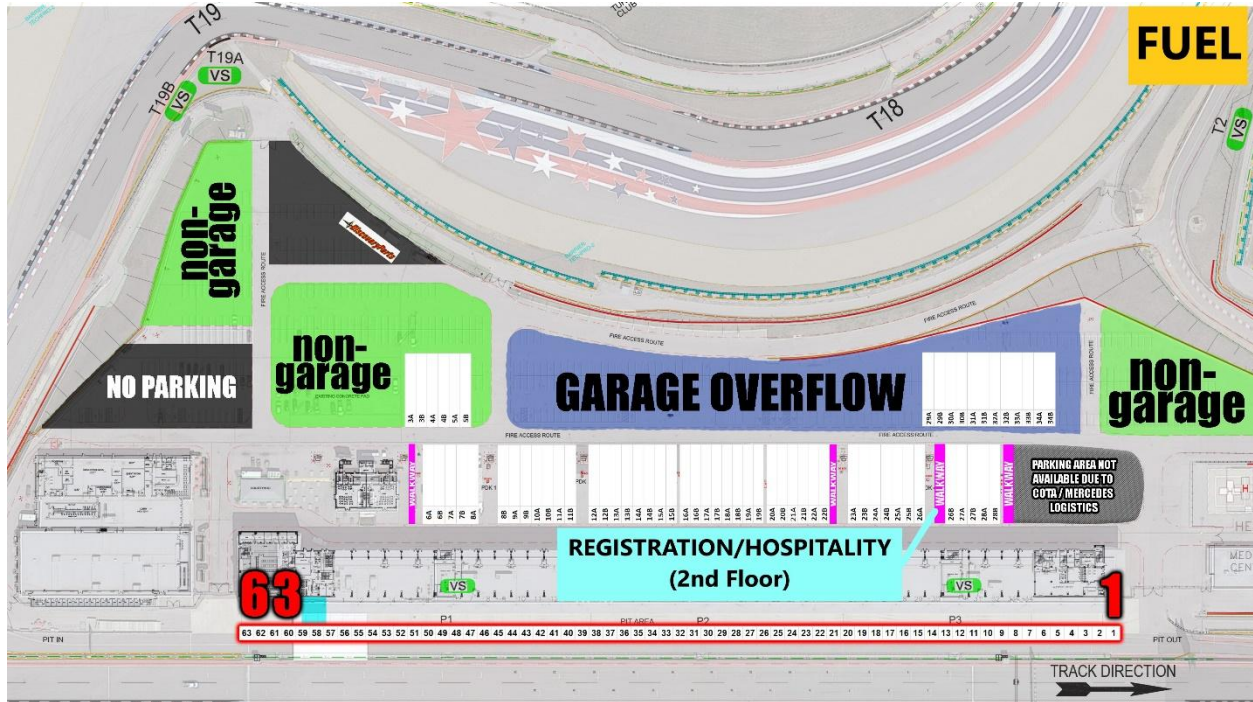 FUEL
T19
T19A
VS
T19B
VS
T18
T2
VS
CLUB
non-
garage
FIRE ACCESS ROUTE
NO PARKING
non-
garage
3A
3B
4A
4B
5A
5B
FIRE ACCESS ROUTE
GARAGE OVERFLOW
29A
29B
30A
30B
31A
31B
32A
32B
33A
33B
34A
34B
FIRE ACCESS ROUTE
non-
garage
FIRE ACCESS ROUTE
FIRE ACCESS ROUTE
WALKWAY
6A
6B
7A
7B
8A
PDK 1
8B
9A
9B
10A
10B
11A
11B
PDK
12A
12B
13A
13B
14A
14B
15A
15B
16A
16B
17A
17B
18A
18B
19A
19B
20A
20B
21A
21B
22A
22B
WALKWAY
23A
23B
24A
24B
25A
25B
26A
WALKWAY
26B
27A
27B
28A
28B
WALKWAY
PARKING AREA NOT
AVAILABLE DUE TO
COTA / MERCEDES
LOGISTICS
H
REGISTRATION/HOSPITALITY
(2nd Floor)
VS
VS
63
1
P1
PIT AREA
P2
P3
PIT IN
63 62 61 60 59 58 57 56 55 54 53 52 51 50 49 48 47 46 45 44 43 42 41 40 39 38 37 36 35 34 33 32 31 30 29 28 27 26 25 24 23 22 21 20 19 18 17 16 15 14 13 12 11 10 9 8 7 6 5 4 3 2 1
PIT OUT
TRACK DIRECTION